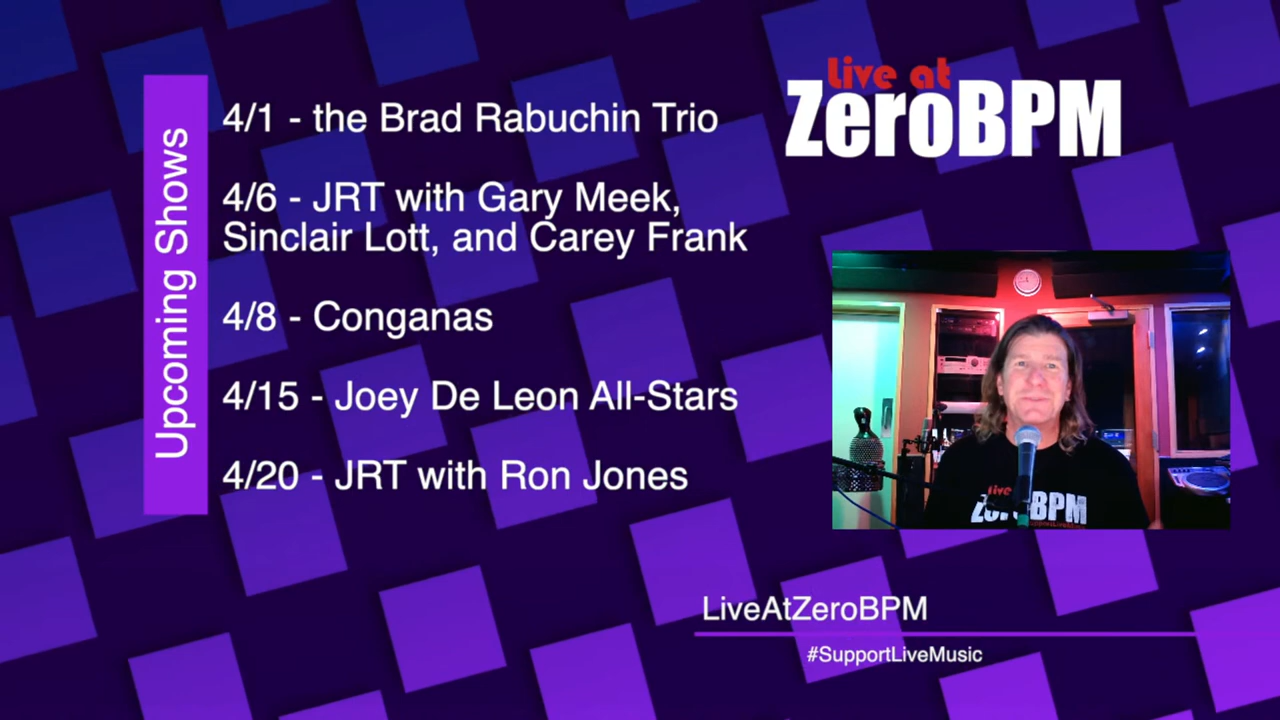 Upcoming Shows
4/1 - the Brad Rabuchin Trio
4/6 - JRT with Gary Meek,
Sinclair Lott, and Carey Frank
4/8 - Conganas
4/15 - Joey De Leon All-Stars
4/20 - JRT with Ron Jones
Live at
ZeroBPM
Live
ZeroBPM
LiveAtZeroBPM
#SupportLiveMusic